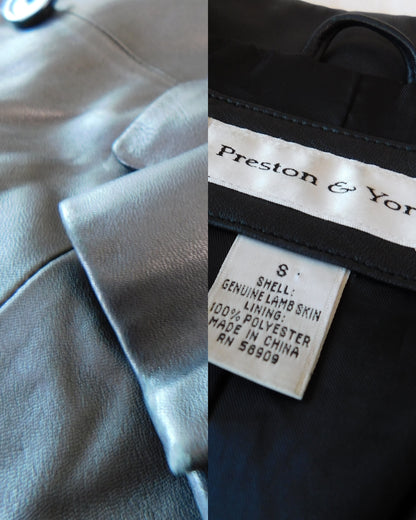 Preston & Yor
S
SHELL:
GENUINE LAMB SKIN
LINING:
100% POLYESTER
MADE IN CHINA
RN 58909